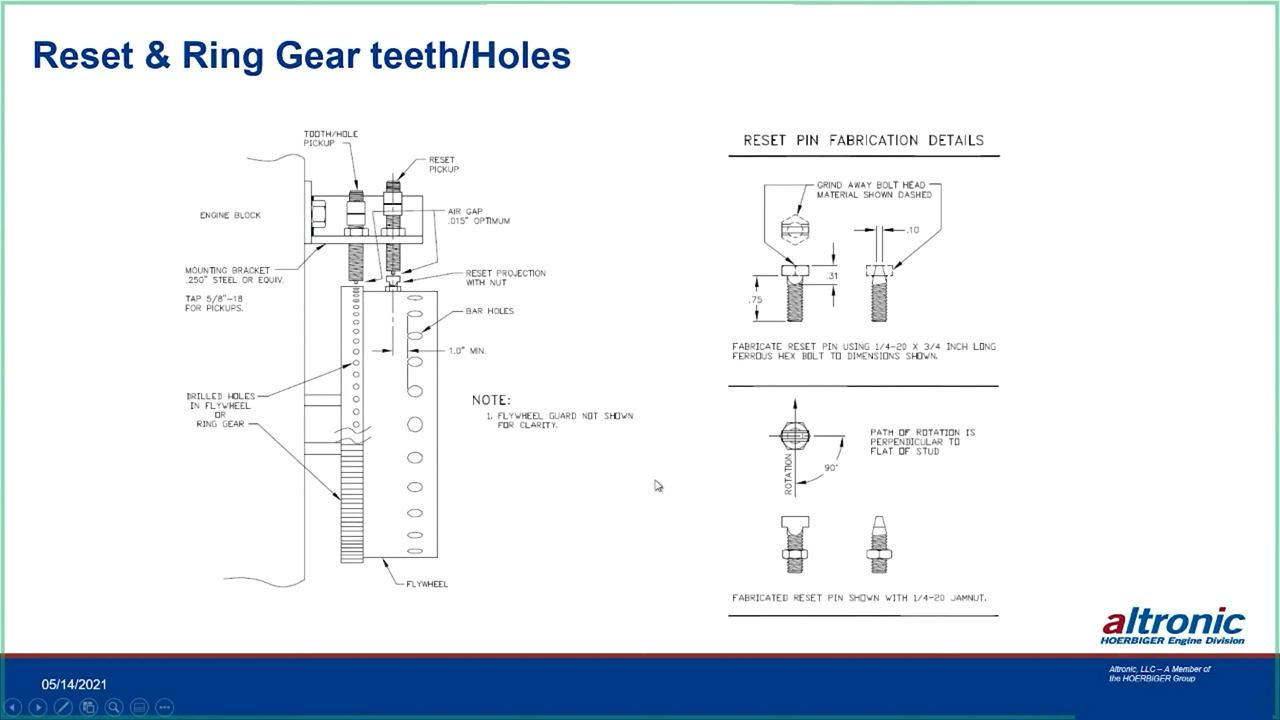 Reset & Ring Gear teeth/Holes
TOOTH/HOLE
PICKUP
RESET
PICKUP
ENGINE BLOCK
AIR GAP
.015" OPTIMUM
MOUNTING BRACKET
.250" STEEL OR EQUIV.
TAP 5/8"-18
FOR PICKUPS.
RESET PROJECTION
WITH NUT
BAR HOLES
1.0" MIN.
DRILLED HOLES
IN FLYWHEEL
OR
RING GEAR
NOTE:
1. FLYWHEEL GUARD NOT SHOWN
FOR CLARITY.
FLYWHEEL
RESET PIN FABRICATION DETAILS
GRIND AWAY BOLT HEAD
MATERIAL SHOWN DASHED
.10
.31
.75
FABRICATE RESET PIN USING 1/4-20 X 3/4 INCH LONG
FERROUS HEX BOLT TO DIMENSIONS SHOWN.
PATH OF ROTATION IS
PERPENDICULAR TO
FLAT OF STUD
90°
ROTATION
FABRICATED RESET PIN SHOWN WITH 1/4-20 JAMNUT.
altronic
HOERBIGER Engine Division
Altronic, LLC – A Member of
the HOERBIGER Group
05/14/2021